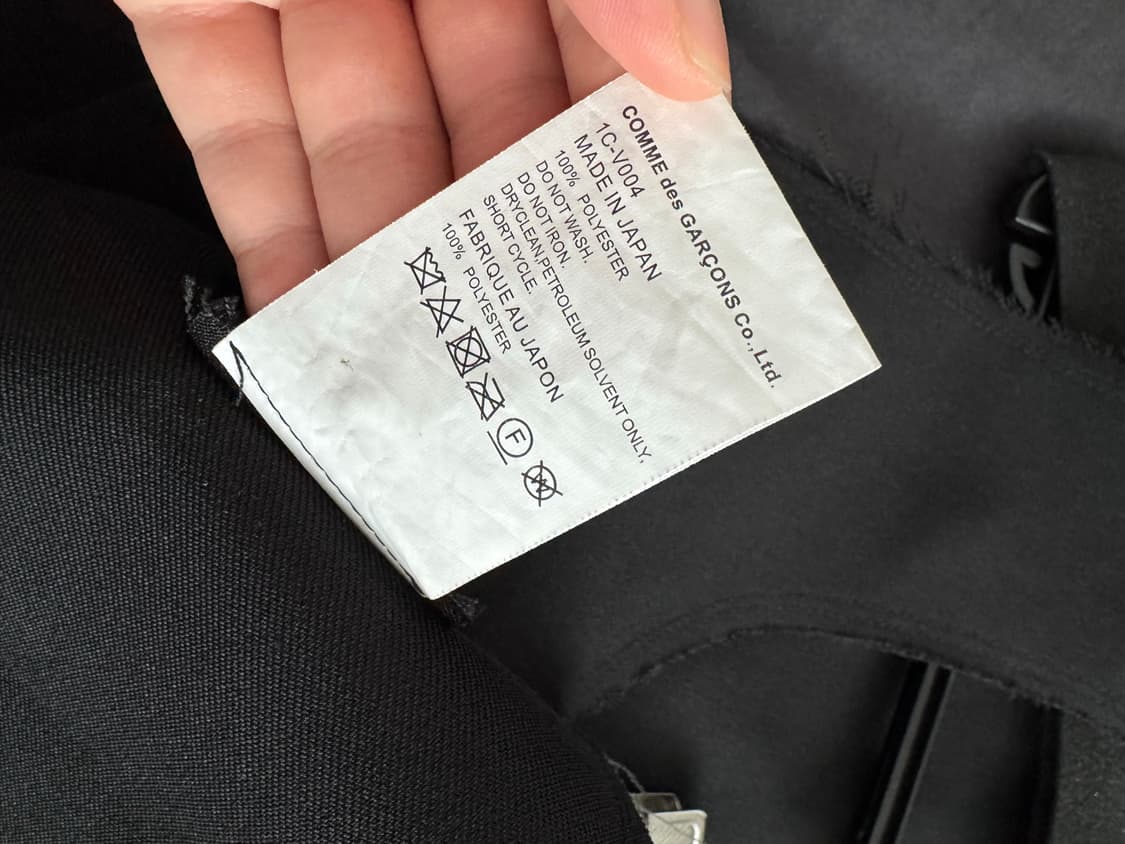 COMME des GARÇONS Co., Ltd.
1C-V004
MADE IN JAPAN
100% POLYESTER
DO NOT WASH.
DO NOT IRON.
DRYCLEAN,PETROLEUM SOLVENT ONLY,
SHORT CYCLE.
FABRIQUE AU JAPON
100% POLYESTER
F
W